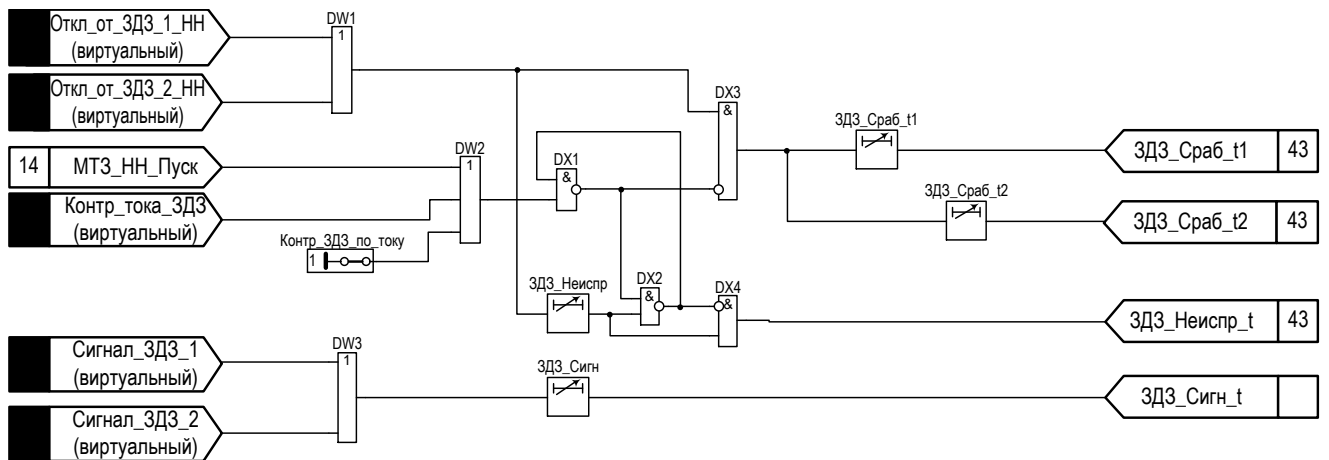 Откл_от_ЗДЗ_1_НН
(виртуальный)
DW1
1
Откл_от_ЗДЗ_2_НН
(виртуальный)
DX3
&
ЗДЗ_Сраб_t1
ЗДЗ_Сраб_t1 43
14 МТЗ_НН_Пуск
DW2
1
DX1
&
Контр_тока_ЗДЗ
(виртуальный)
ЗДЗ_Сраб_t2
ЗДЗ_Сраб_t2 43
Контр_ЗДЗ_по_току
1
ЗДЗ_Неиспр
DX2
&
DX4
&
ЗДЗ_Неиспр_t 43
Сигнал_ЗДЗ_1
(виртуальный)
DW3
1
ЗДЗ_Сигн
ЗДЗ_Сигн_t
Сигнал_ЗДЗ_2
(виртуальный)